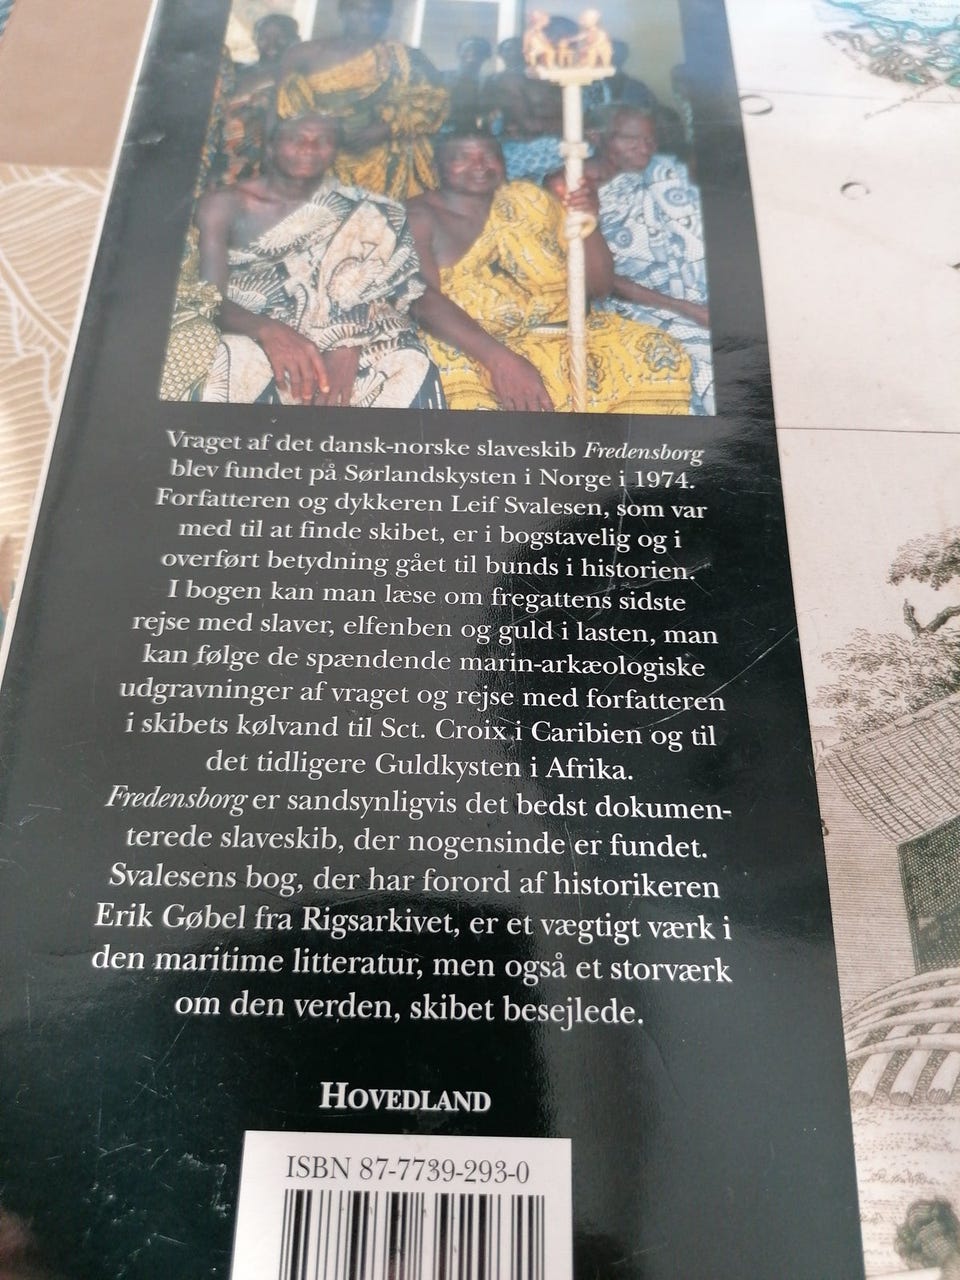 Vraget af det dansk-norske slaveskib Fredensborg
blev fundet på Sørlandskysten i Norge i 1974.
Forfatteren og dykkeren Leif Svalesen, som var
med til at finde skibet, er i bogstavelig og i
overført betydning gået til bunds i historien.
I bogen kan man læse om fregattens sidste
rejse med slaver, elfenben og guld i lasten, man
kan følge de spændende marin-arkæologiske
udgravninger af vraget og rejse med forfatteren
i skibets kølvand til Sct. Croix i Caribien og til
det tidligere Guldkysten i Afrika.
Fredensborg er sandsynligvis det bedst dokumen-
terede slaveskib, der nogensinde er fundet.
Svalesens bog, der har forord af historikeren
Erik Gøbel fra Rigsarkivet, er et vægtigt værk i
den maritime litteratur, men også et storværk
om den verden, skibet besejlede.
HOVEDLAND
ISBN 87-7739-293-0